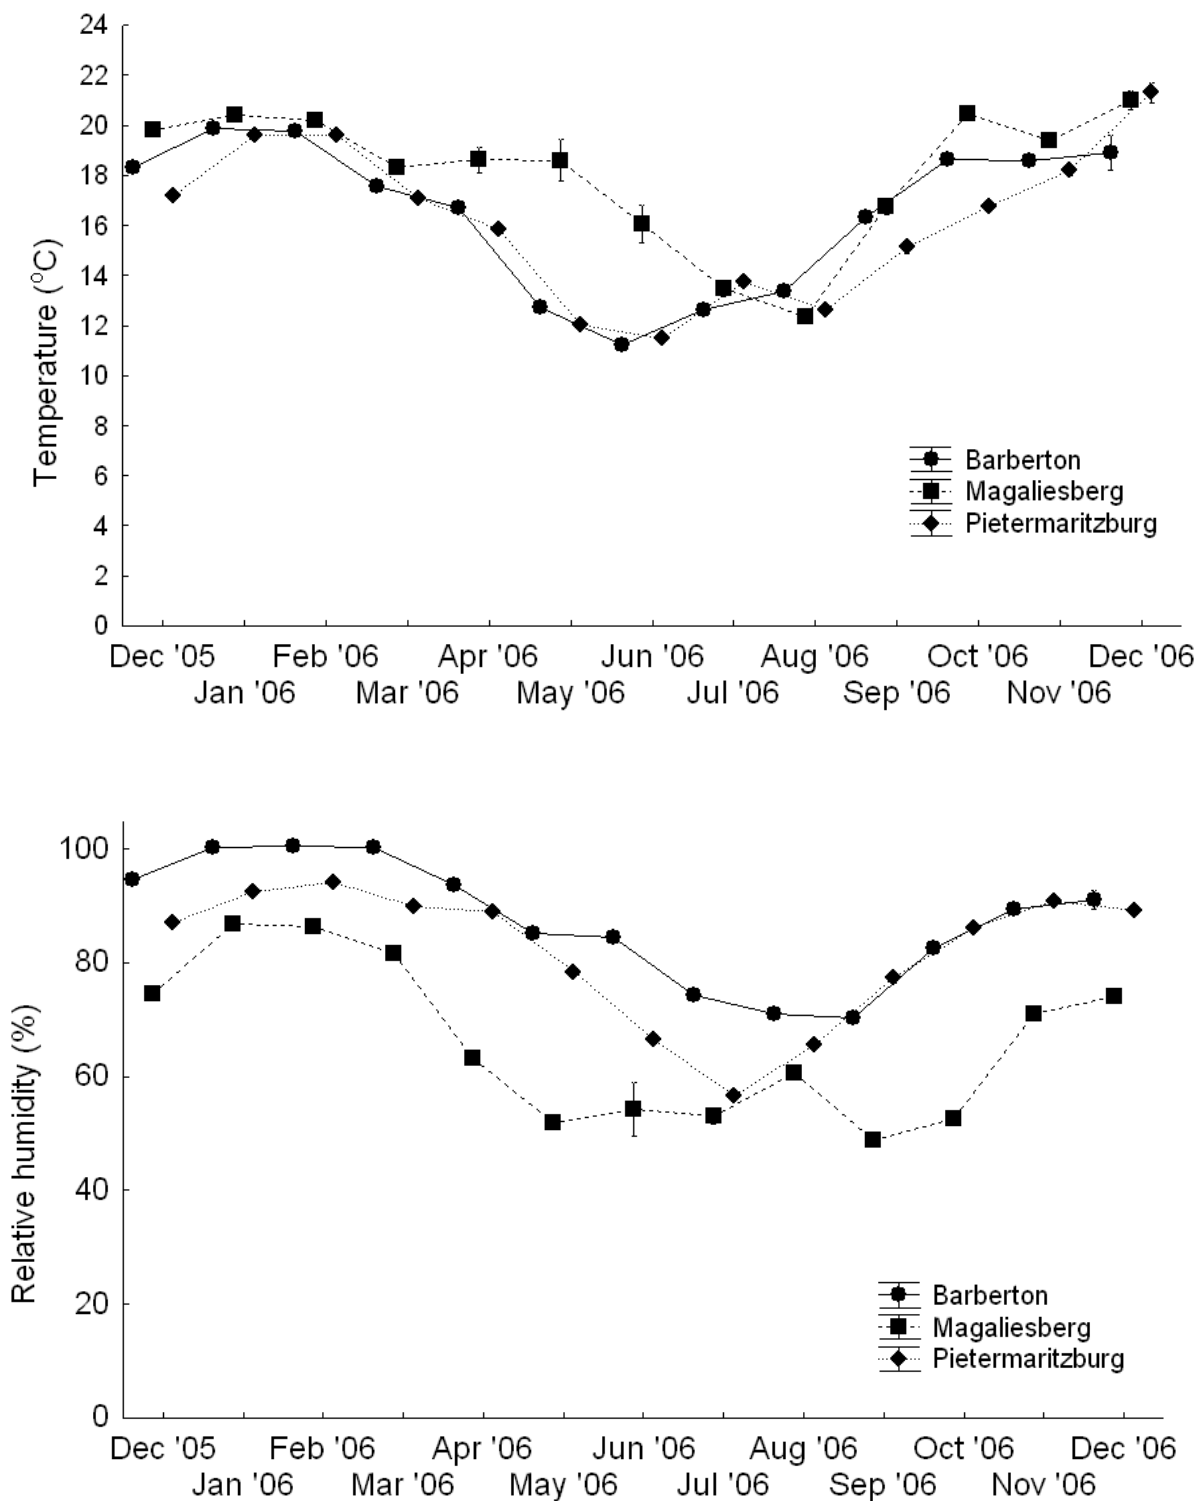 24
22
20
18
16
14
12
10
8
6
4
2
0
Temperature (°C)
Barberton
Magaliesberg
Pietermaritzburg
Dec '05 Feb '06 Apr '06 Jun '06 Aug '06 Oct '06 Dec '06
Jan '06 Mar '06 May '06 Jul '06 Sep '06 Nov '06
100
80
60
40
20
0
Relative humidity (%)
Barberton
Magaliesberg
Pietermaritzburg
Dec '05 Feb '06 Apr '06 Jun '06 Aug '06 Oct '06 Dec '06
Jan '06 Mar '06 May '06 Jul '06 Sep '06 Nov '06